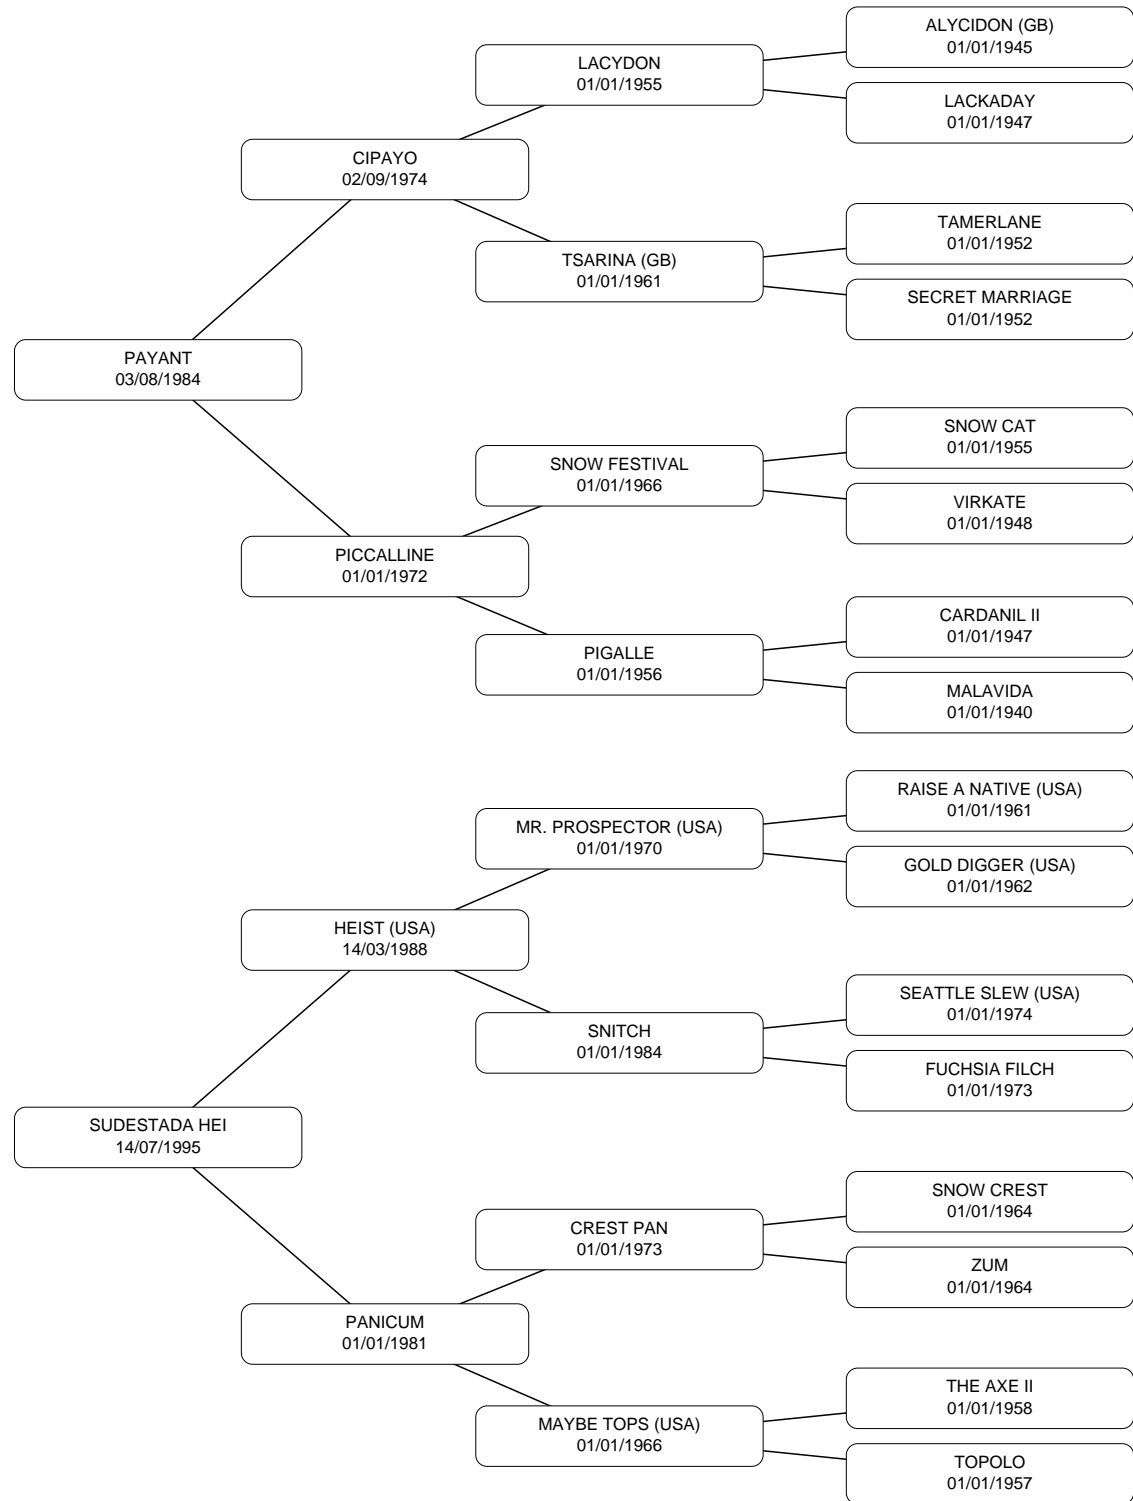 ALYCIDON (GB)
01/01/1945
LACYDON
01/01/1955
LACKADAY
01/01/1947
CIPAYO
02/09/1974
TAMERLANE
01/01/1952
TSARINA (GB)
01/01/1961
SECRET MARRIAGE
01/01/1952
PAYANT
03/08/1984
SNOW CAT
01/01/1955
SNOW FESTIVAL
01/01/1966
VIRKATE
01/01/1948
PICCALLINE
01/01/1972
CARDANIL II
01/01/1947
PIGALLE
01/01/1956
MALAVIDA
01/01/1940
RAISE A NATIVE (USA)
01/01/1961
MR. PROSPECTOR (USA)
01/01/1970
GOLD DIGGER (USA)
01/01/1962
HEIST (USA)
14/03/1988
SEATTLE SLEW (USA)
01/01/1974
SNITCH
01/01/1984
FUCHSIA FILCH
01/01/1973
SUDESTADA HEI
14/07/1995
SNOW CREST
01/01/1964
CREST PAN
01/01/1973
ZUM
01/01/1964
PANICUM
01/01/1981
THE AXE II
01/01/1958
MAYBE TOPS (USA)
01/01/1966
TOPOLO
01/01/1957